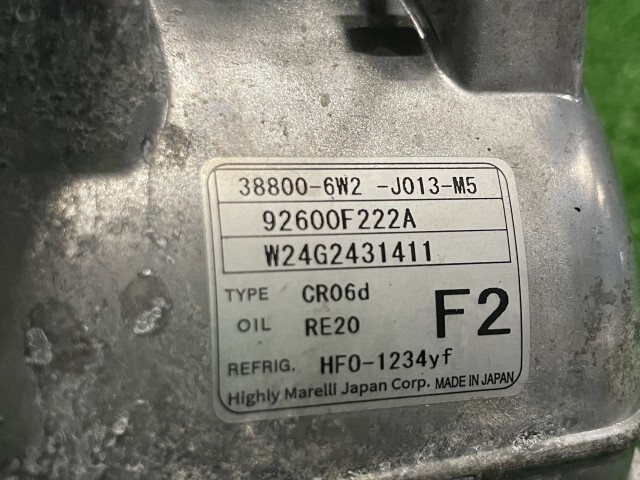 38800-6W2 -J013-M5
92600F222A
W24G2431411
TYPE CR06d
OIL RE20
F2
REFRIG. HFO-1234yf
Highly Marelli Japan Corp. MADE IN JAPAN